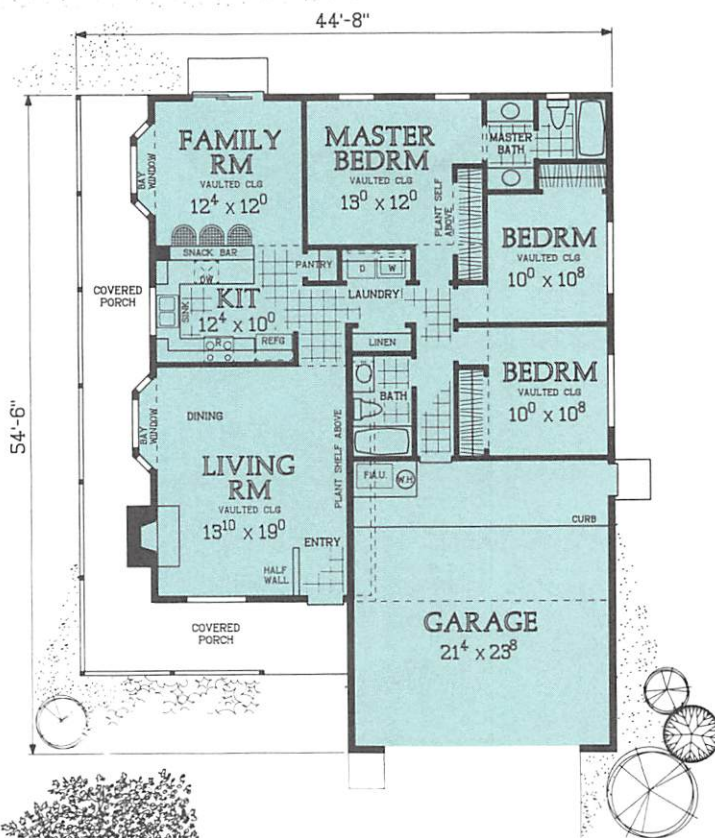 44'-8"
54'-6"
FAMILY
RM
VAULTED CLG
12⁴ x 12⁰
BAY
WINDOW
MASTER
BEDRM
VAULTED CLG
13⁰ x 12⁰
PLANT SELF
ABOVE
MASTER
BATH
BEDRM
VAULTED CLG
10⁰ x 10⁸
SNACK BAR
DW
PANTRY
D
W
LAUNDRY
COVERED
PORCH
SINK
KIT
12⁴ x 10⁰
R
REFG
LINEN
BATH
BEDRM
VAULTED CLG
10⁰ x 10⁸
BAY
WINDOW
DINING
LIVING
RM
VAULTED CLG
13¹⁰ x 19⁰
PLANT SHELF ABOVE
F.A.U.
W.H.
CURB
ENTRY
HALF
WALL
COVERED
PORCH
GARAGE
21⁴ x 23⁸